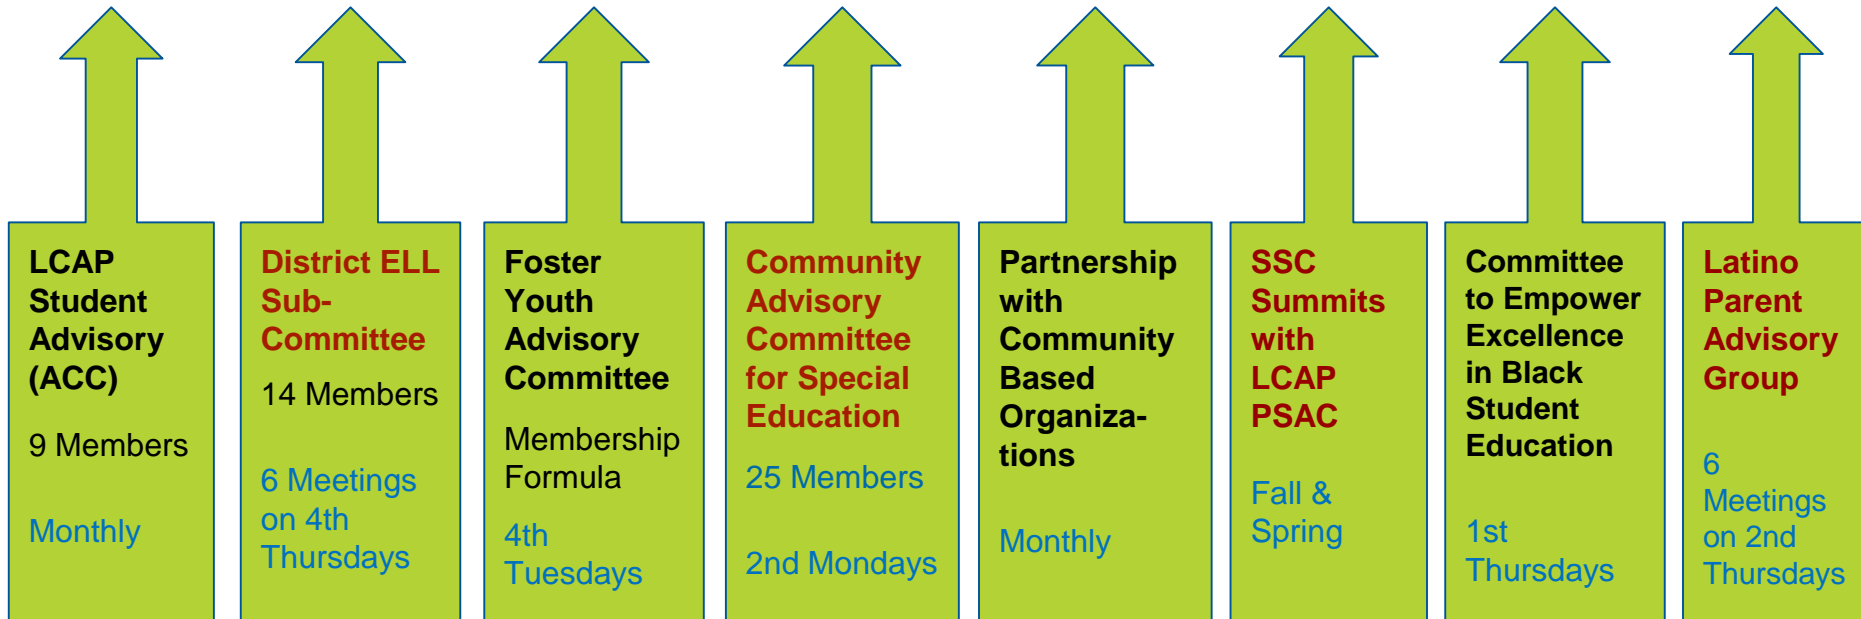 LCAP
Student
Advisory
(ACC)
9 Members
Monthly
District ELL
Sub-
Committee
14 Members
6 Meetings
on 4th
Thursdays
Foster
Youth
Advisory
Committee
Membership
Formula
4th
Tuesdays
Community
Advisory
Committee
for Special
Education
25 Members
2nd Mondays
Partnership
with
Community
Based
Organiza-
tions
Monthly
SSC
Summits
with
LCAP
PSAC
Fall &
Spring
Committee
to Empower
Excellence
in Black
Student
Education
1st
Thursdays
Latino
Parent
Advisory
Group
6
Meetings
on 2nd
Thursdays